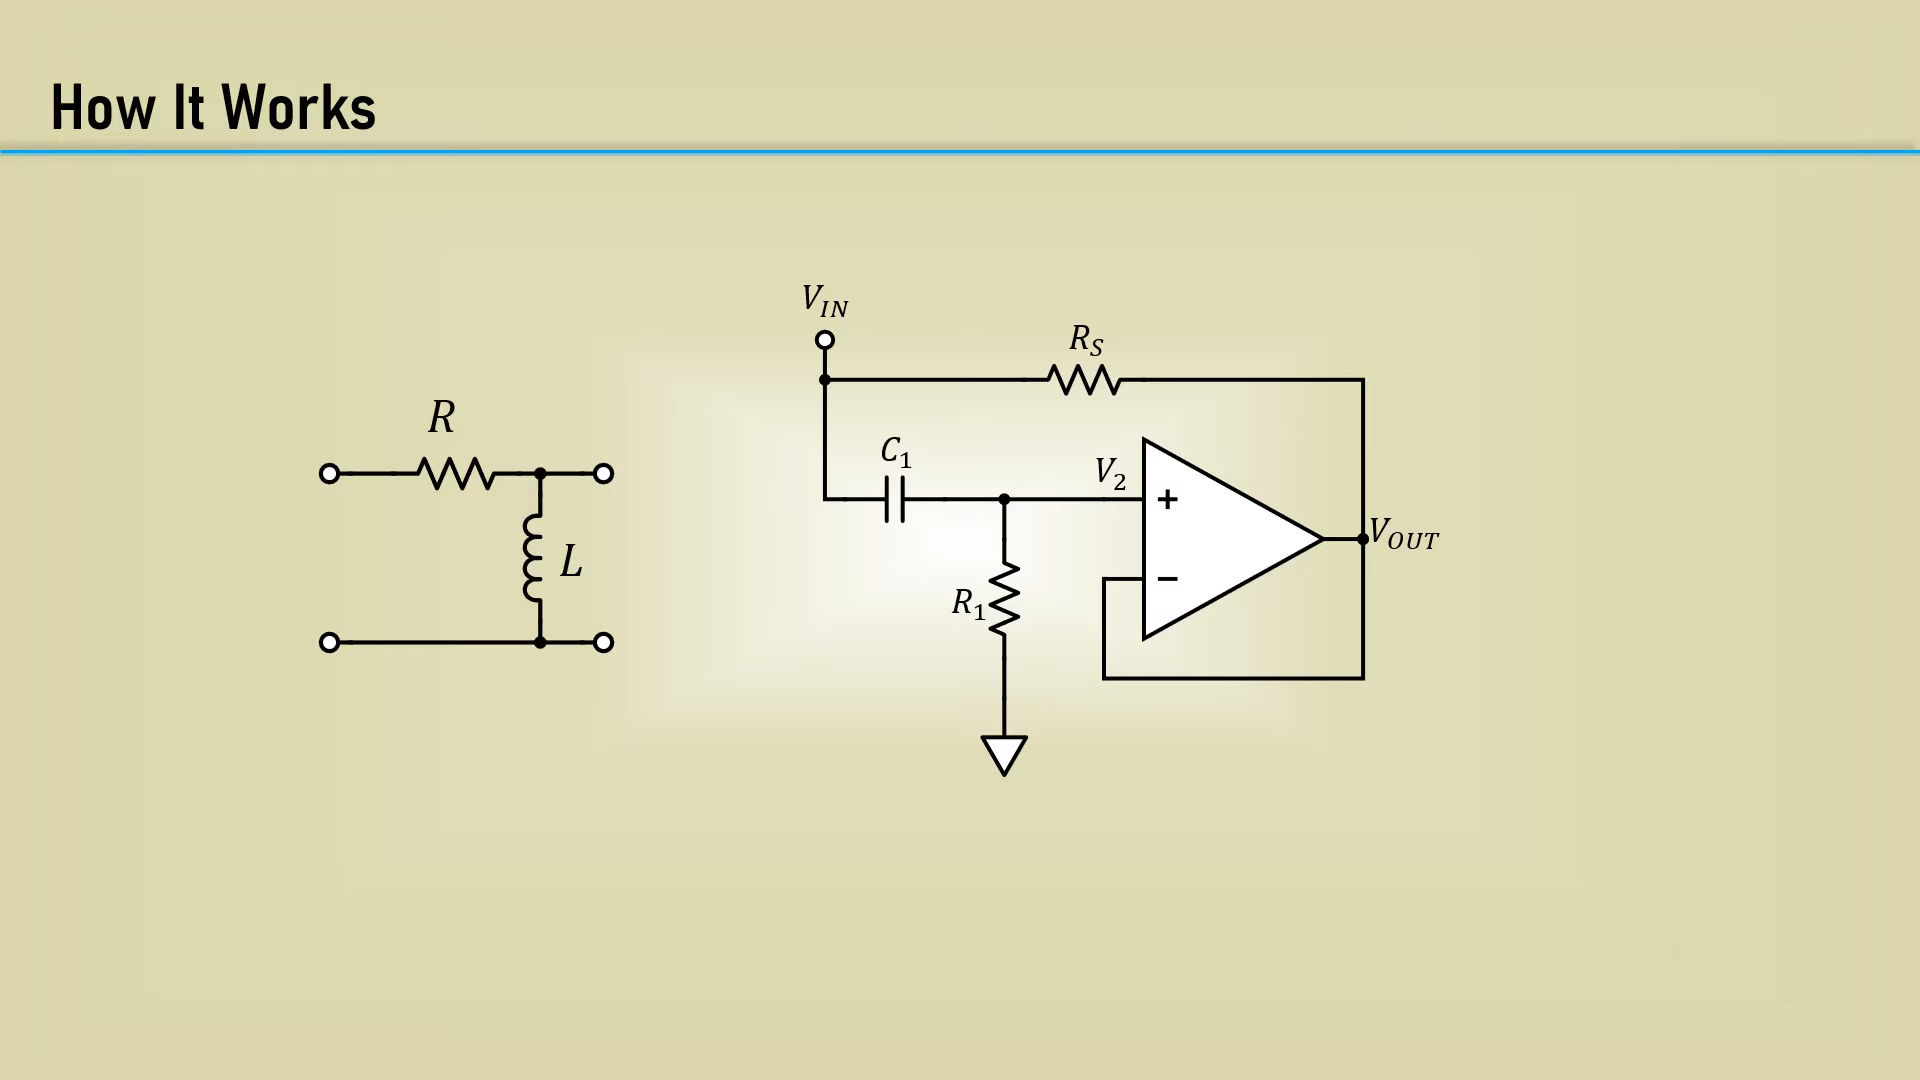 How It Works
V_IN
R_S
R
C_1
V_2
+
V_OUT
L
−
R_1